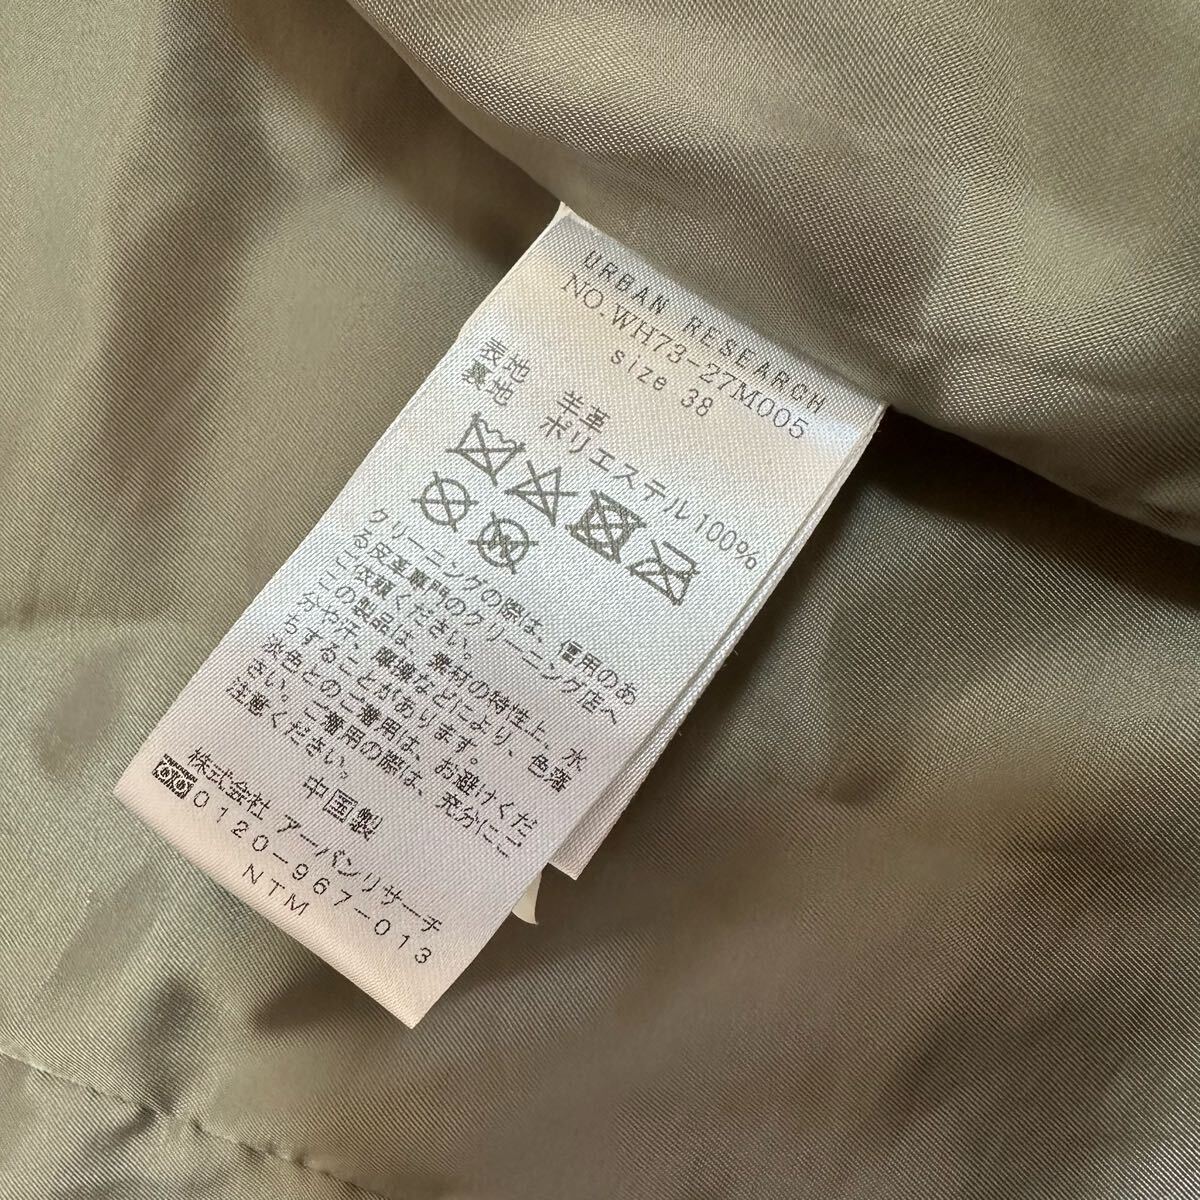 URBAN RESEARCH
NO.WH73-27M005
size 38
表地 羊革
裏地 ポリエステル100%
クリーニングの際は、信用のあ
る皮革専門のクリーニング店へ
ご依頼ください。
この製品は、素材の特性上、水
分や汗、摩擦などにより、色落
ちすることがあります。
淡色とのご着用は、お避けくだ
さい。ご着用の際は、充分にご
注意ください。
中国製
株式会社 アーバンリサーチ
0120-967-013
NTM